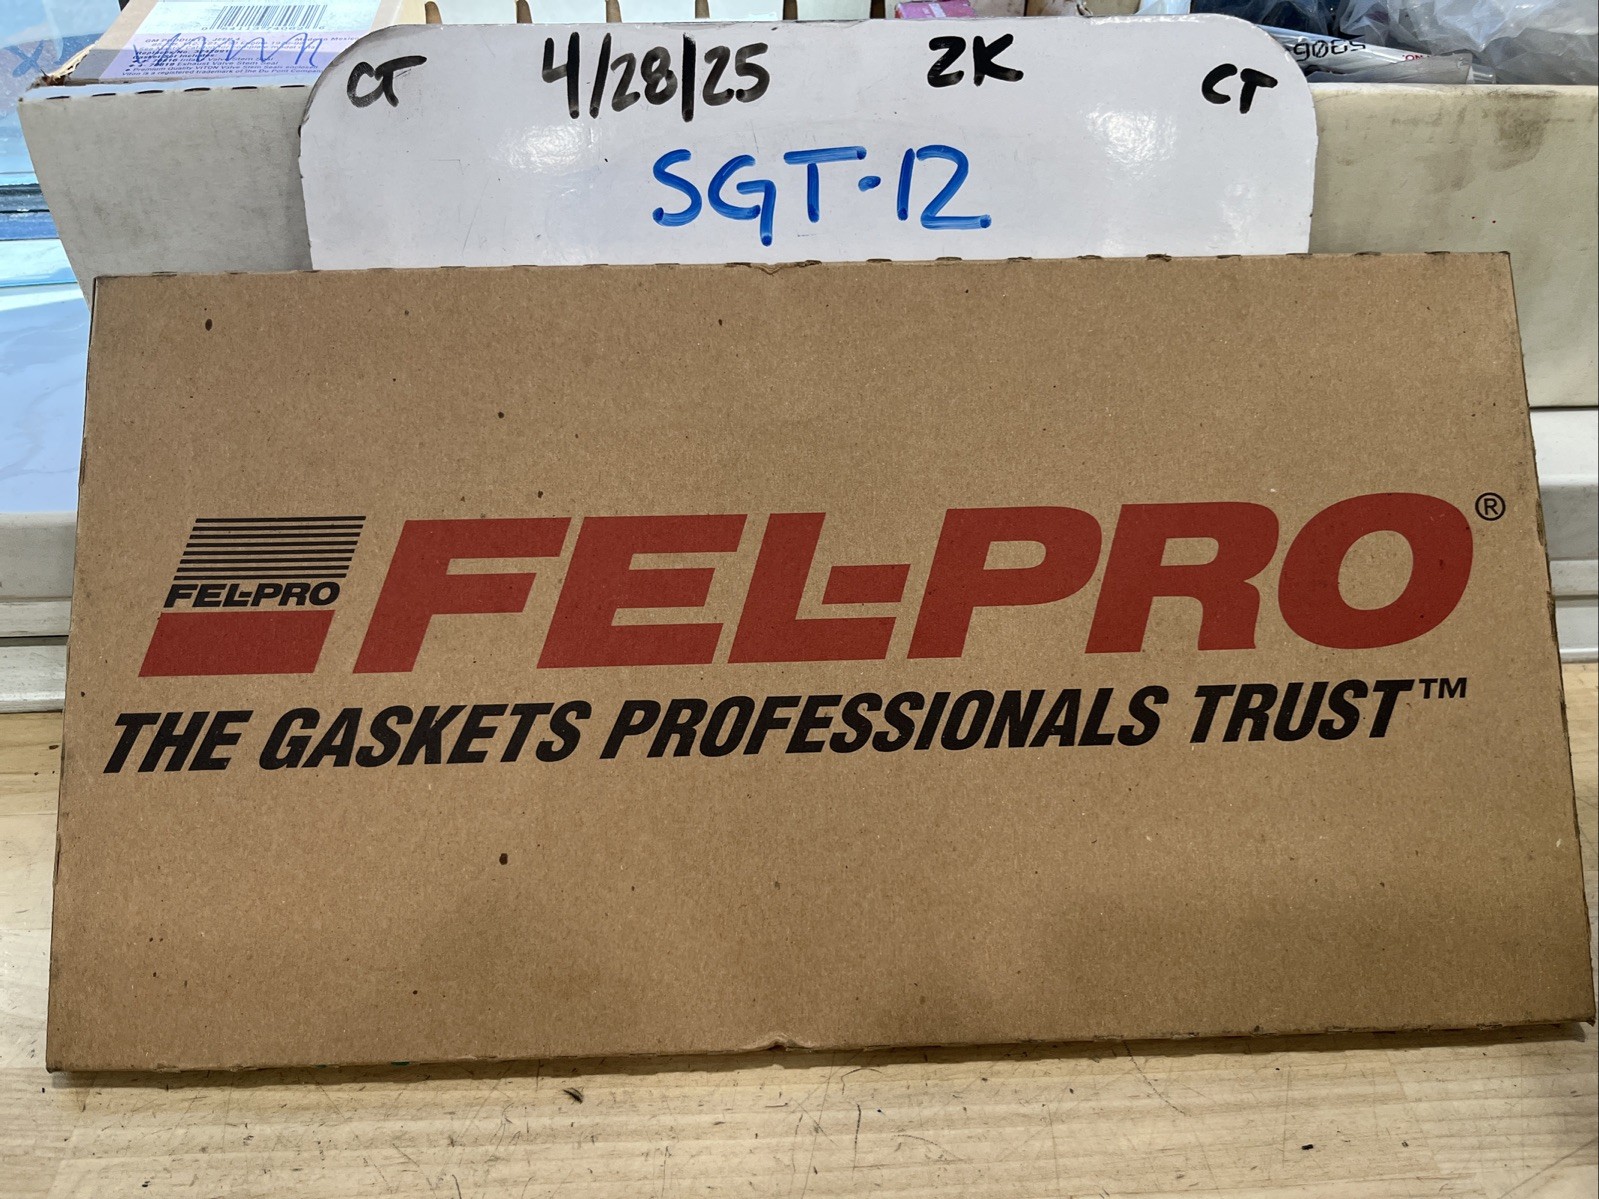 CT 4/28/25 2K CT
SGT-12
FEL-PRO
FEL-PRO®
THE GASKETS PROFESSIONALS TRUST™